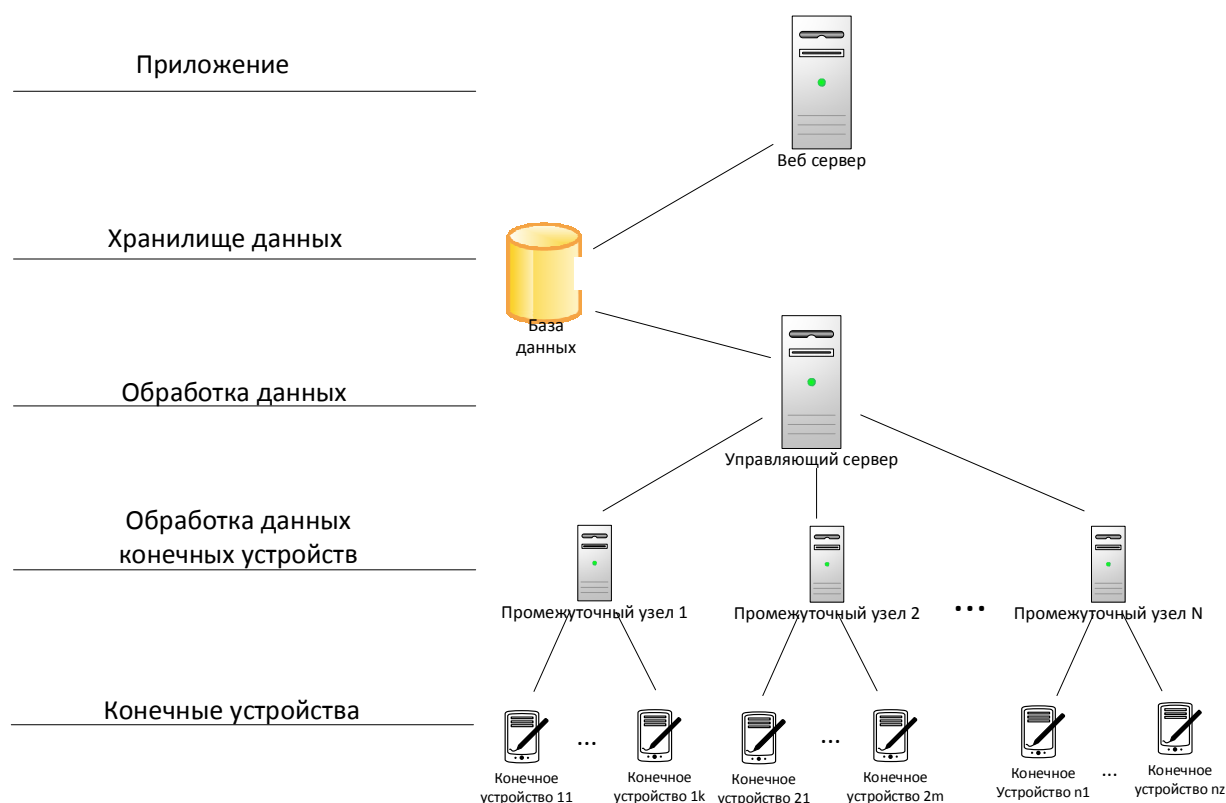 Приложение
Веб сервер
Хранилище данных
База
данных
Обработка данных
Управляющий сервер
Обработка данных
конечных устройств
Промежуточный узел 1
Промежуточный узел 2
...
Промежуточный узел N
Конечные устройства
...
...
Конечное
устройство 11
Конечное
устройство 1k
Конечное
устройство 21
Конечное
устройство 2m
Конечное
Устройство n1
...
Конечное
устройство nz